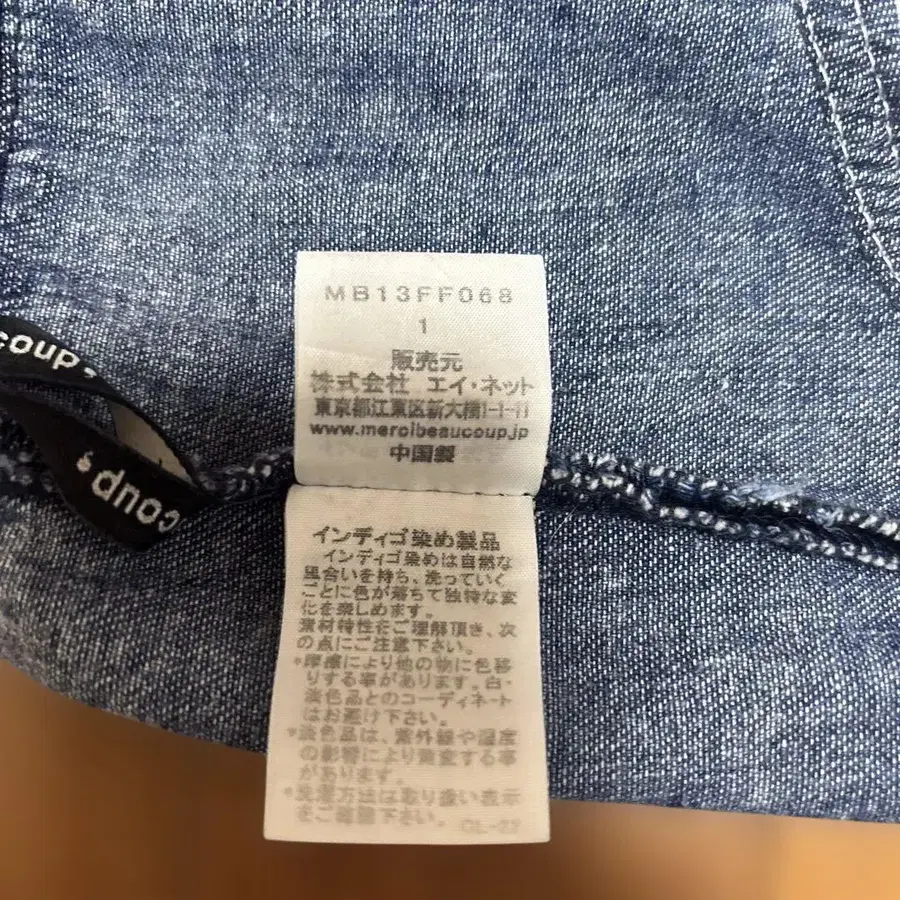 MB13FF068
1
販売元
株式会社 エイ・ネット
東京都江東区新大橋1-1-11
www.mercibeaucoup.jp
中国製
インディゴ染め製品
インディゴ染めは自然な
風合いを持ち、洗っていく
ごとに色が落ちて独特な変
化を楽しめます。
素材特性をご理解頂き、次
の点にご注意下さい。
*摩擦により他の物に色移
りする事があります。白・
淡色品とのコーディネート
はお避け下さい。
*淡色品は、紫外線や湿度
の影響により黄変する事
があります。
*洗濯方法は取り扱い表示
をご確認下さい。 CL-22
coup
coup,